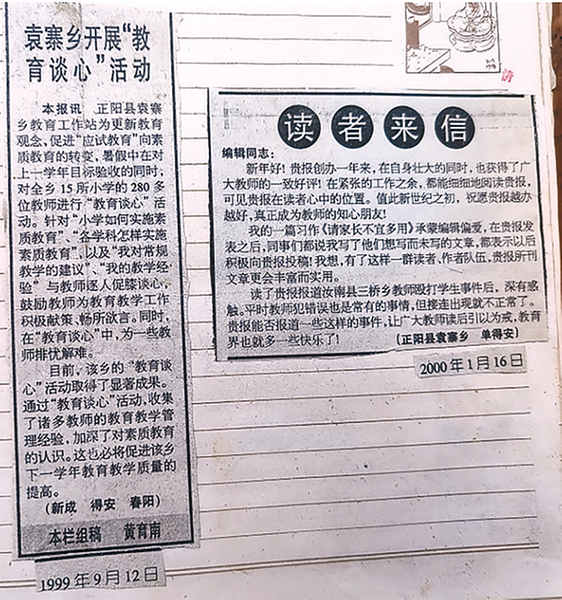 袁寨乡开展“教
育谈心”活动
本报讯 正阳县袁寨
乡教育工作站为更新教育
观念,促进“应试教育”向素
质教育的转变,暑假中在对
上一学年目标验收的同时,
对全乡15所小学的280多
位教师进行“教育谈心”活
动。针对“小学如何实施素
质教育”、“各学科怎样实施
素质教育”,以及“我对常规
教学的建议”、“我的教学经
验”与教师逐人促膝谈心,
鼓励教师为教育教学工作
积极献策、畅所欲言。同时,
在“教育谈心”中,为一些教
师排忧解难。
目前,该乡的“教育谈
心”活动取得了显著成果。
通过“教育谈心”活动,收集
了诸多教师的教育教学管
理经验,加深了对素质教育
的认识。这也必将促进该乡
下一学年教育教学质量的
提高。
(新成 得安 春阳)
本栏组稿 黄育南
1999年9月12日
读者来信
编辑同志:
新年好!贵报创办一年来,在自身壮大的同时,也获得了广
大教师的一致好评!在紧张的工作之余,都能细细地阅读贵报,
可见贵报在读者心中的位置。值此新世纪之初,祝愿贵报越办
越好,真正成为教师的知心朋友!
我的一篇习作《请家长不宜多用》承蒙编辑偏爱,在贵报发
表之后,同事们都说我写了他们想写而未写的文章,都表示以后
积极向贵报投稿!我想,有了这样一群读者、作者队伍,贵报所刊
文章更会丰富而实用。
读了贵报报道汝南县三桥乡教师殴打学生事件后,深有感
触。平时教师犯错误也是常有的事情,但接连出现就不正常了。
贵报能否报道一些这样的事件,让广大教师读后引以为戒,教育
界也就多一些快乐了!
(正阳县袁寨乡 单得安)
2000年1月16日